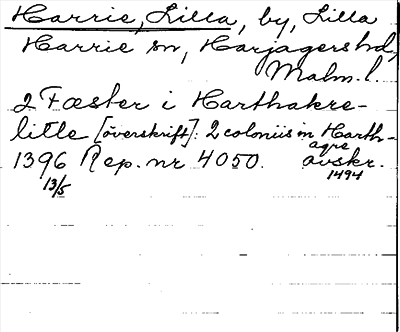 Harrie, Lilla, by, Lilla
Harrie sn, Harjagers hd,
Malm. l.
2 Fæster i Harthakre-
litle [överskrift]: 2 coloniis in Harth-
agre
1396 Rep. nr 4050. avskr.
13/5 1494